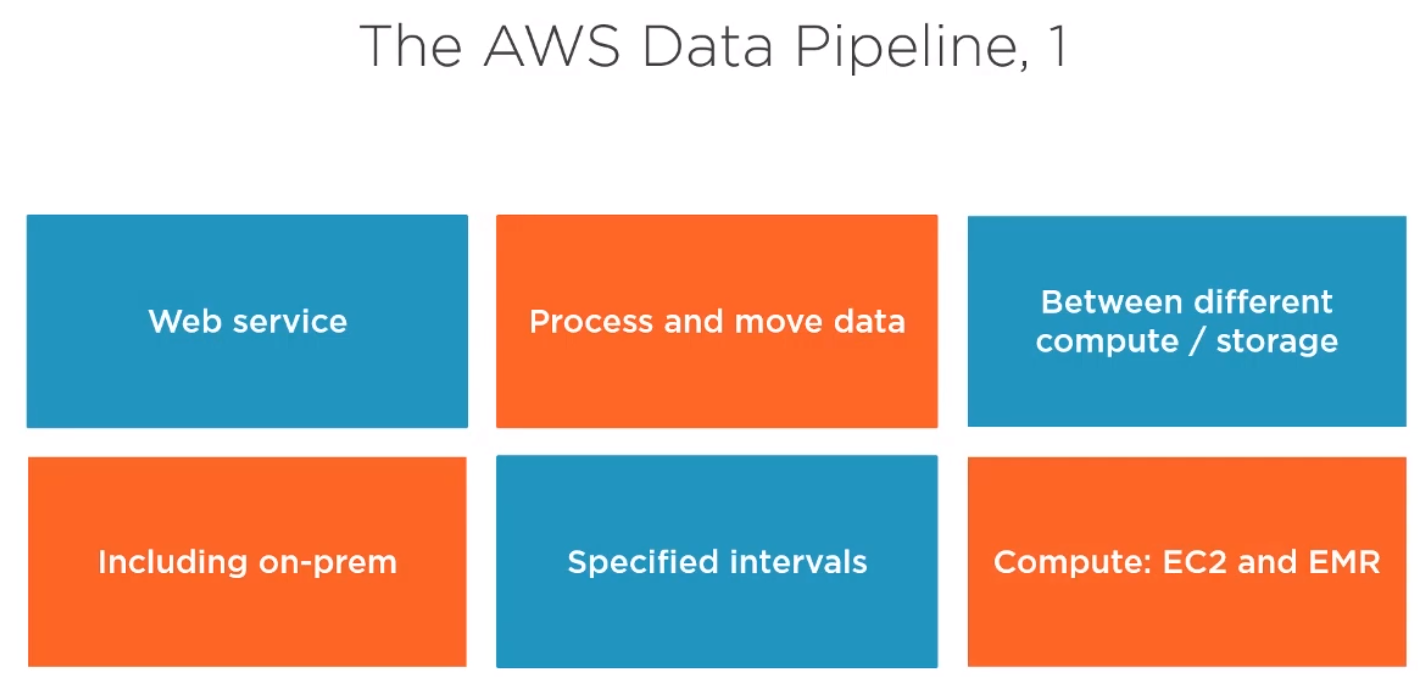 The AWS Data Pipeline, 1
Web service
Process and move data
Between different
compute / storage
Including on-prem
Specified intervals
Compute: EC2 and EMR